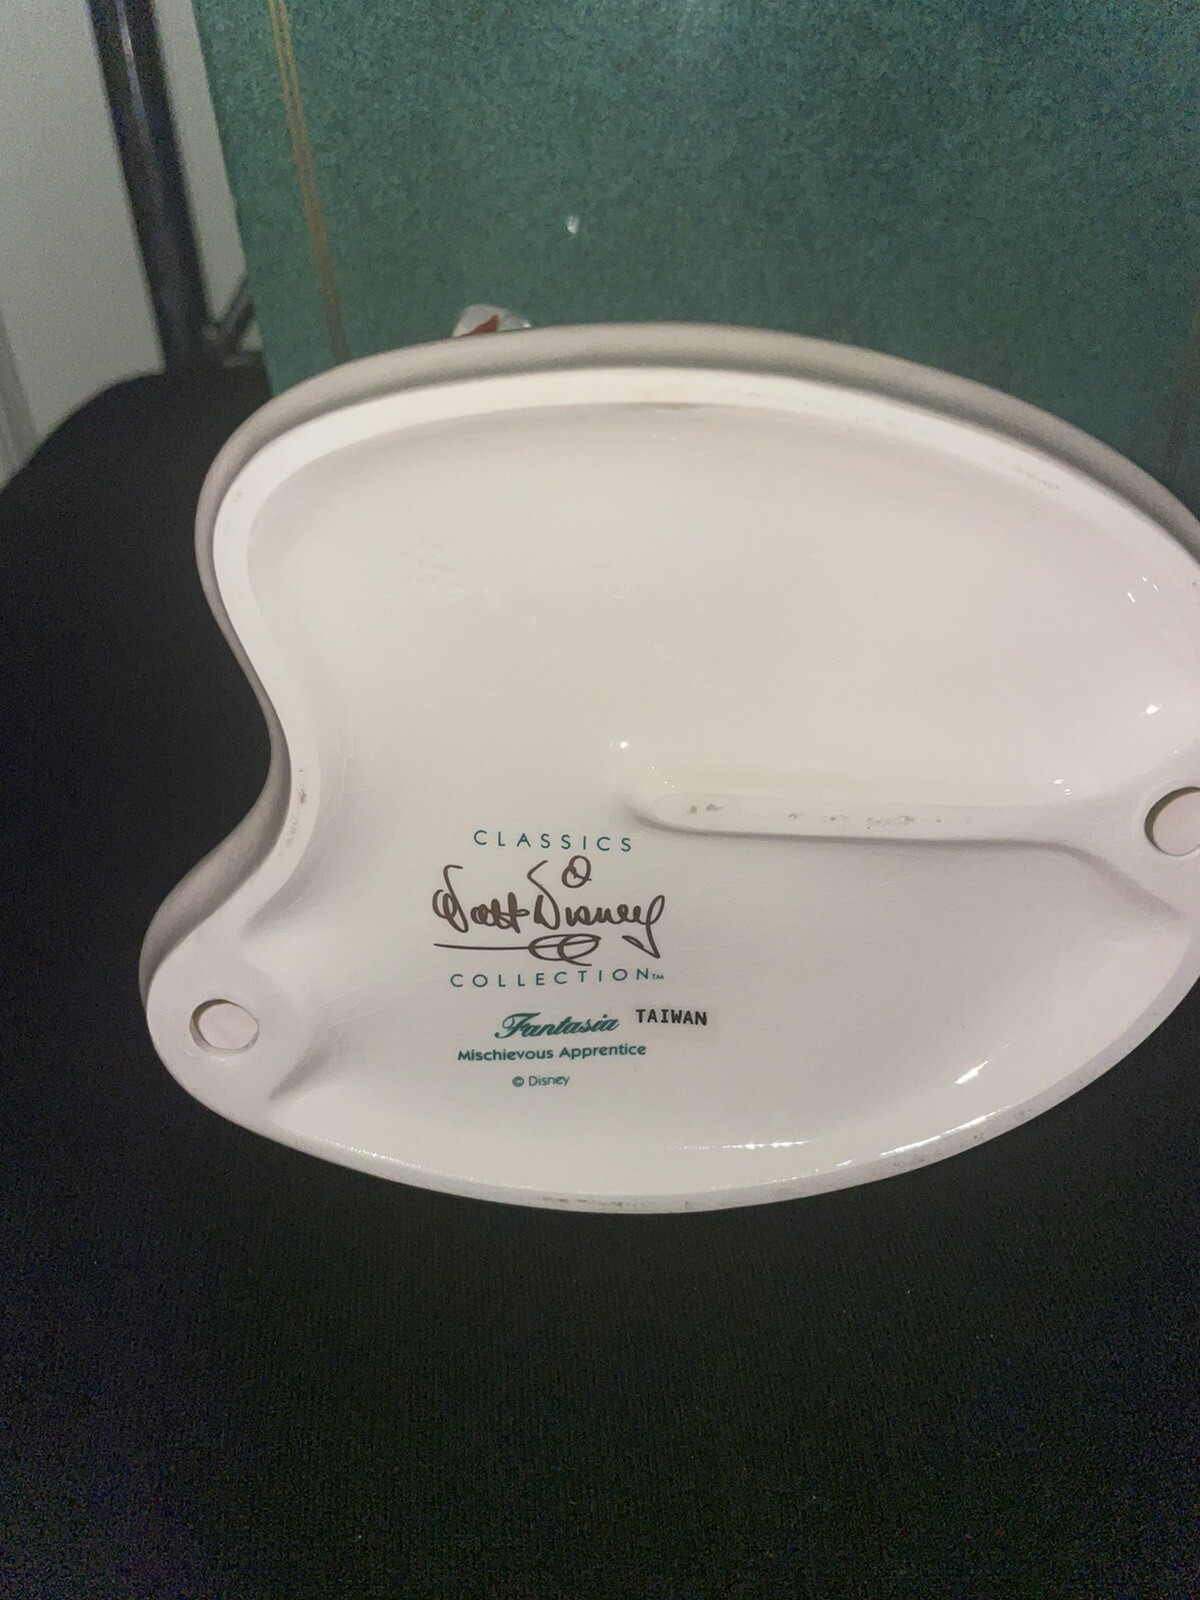 CLASSICS
Walt Disney
COLLECTION™
Fantasia TAIWAN
Mischievous Apprentice
© Disney